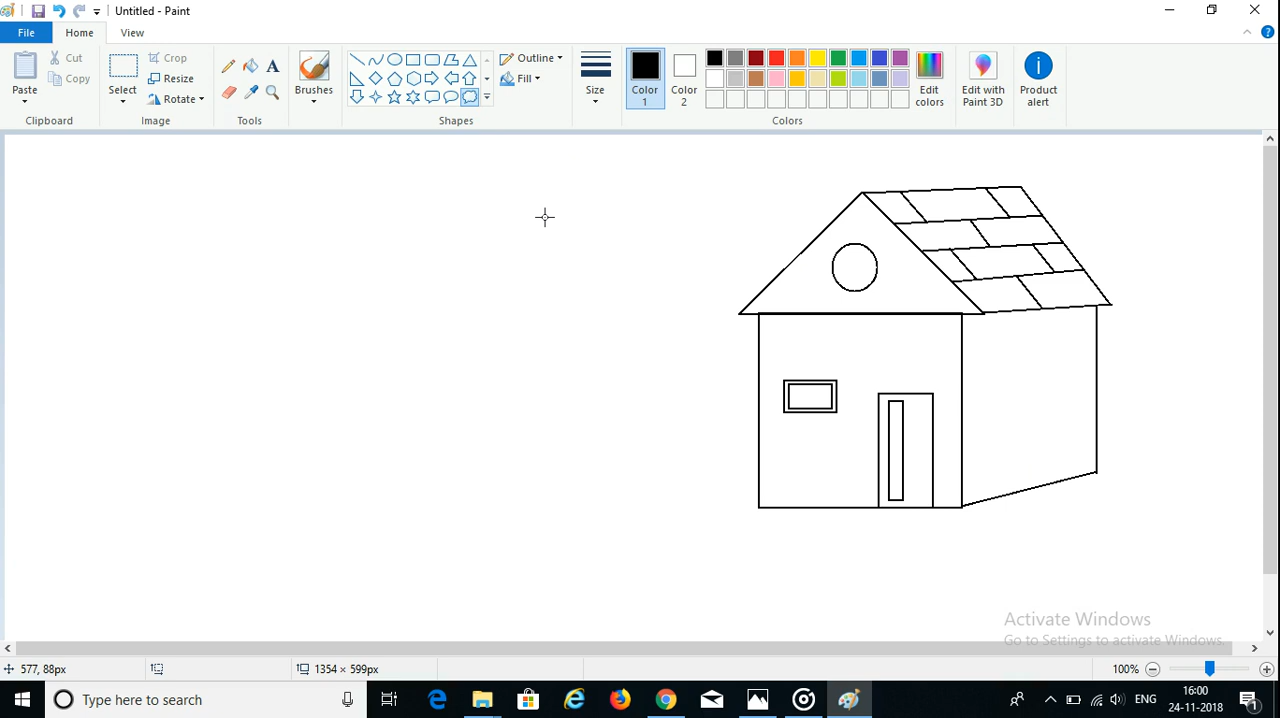 Untitled - Paint
File
Home
View
Paste
Cut
Copy
Clipboard
Select
Crop
Resize
Rotate
Image
A
Tools
Brushes
Outline
Fill
Shapes
Size
Color 1
Color 2
Edit colors
Colors
Edit with Paint 3D
Product alert
Activate Windows
Go to Settings to activate Windows.
577, 88px
1354 × 599px
100%
Type here to search
ENG
16:00
24-11-2018
1